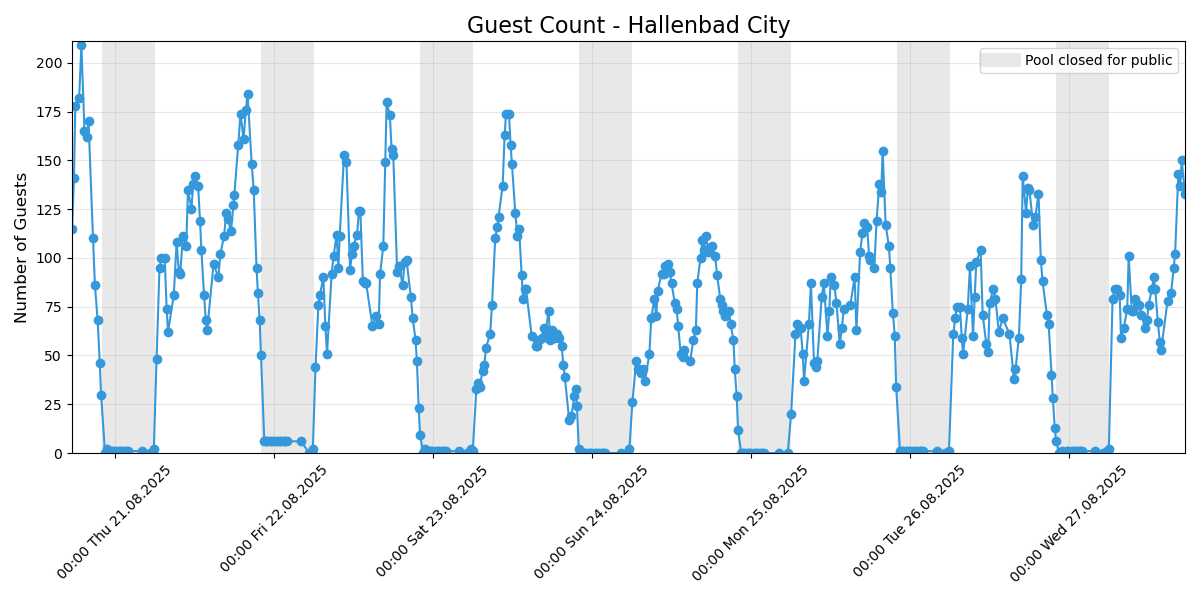 Guest Count - Hallenbad City
Pool closed for public
Number of Guests
200
175
150
125
100
75
50
25
0
00:00 Thu 21.08.2025
00:00 Fri 22.08.2025
00:00 Sat 23.08.2025
00:00 Sun 24.08.2025
00:00 Mon 25.08.2025
00:00 Tue 26.08.2025
00:00 Wed 27.08.2025